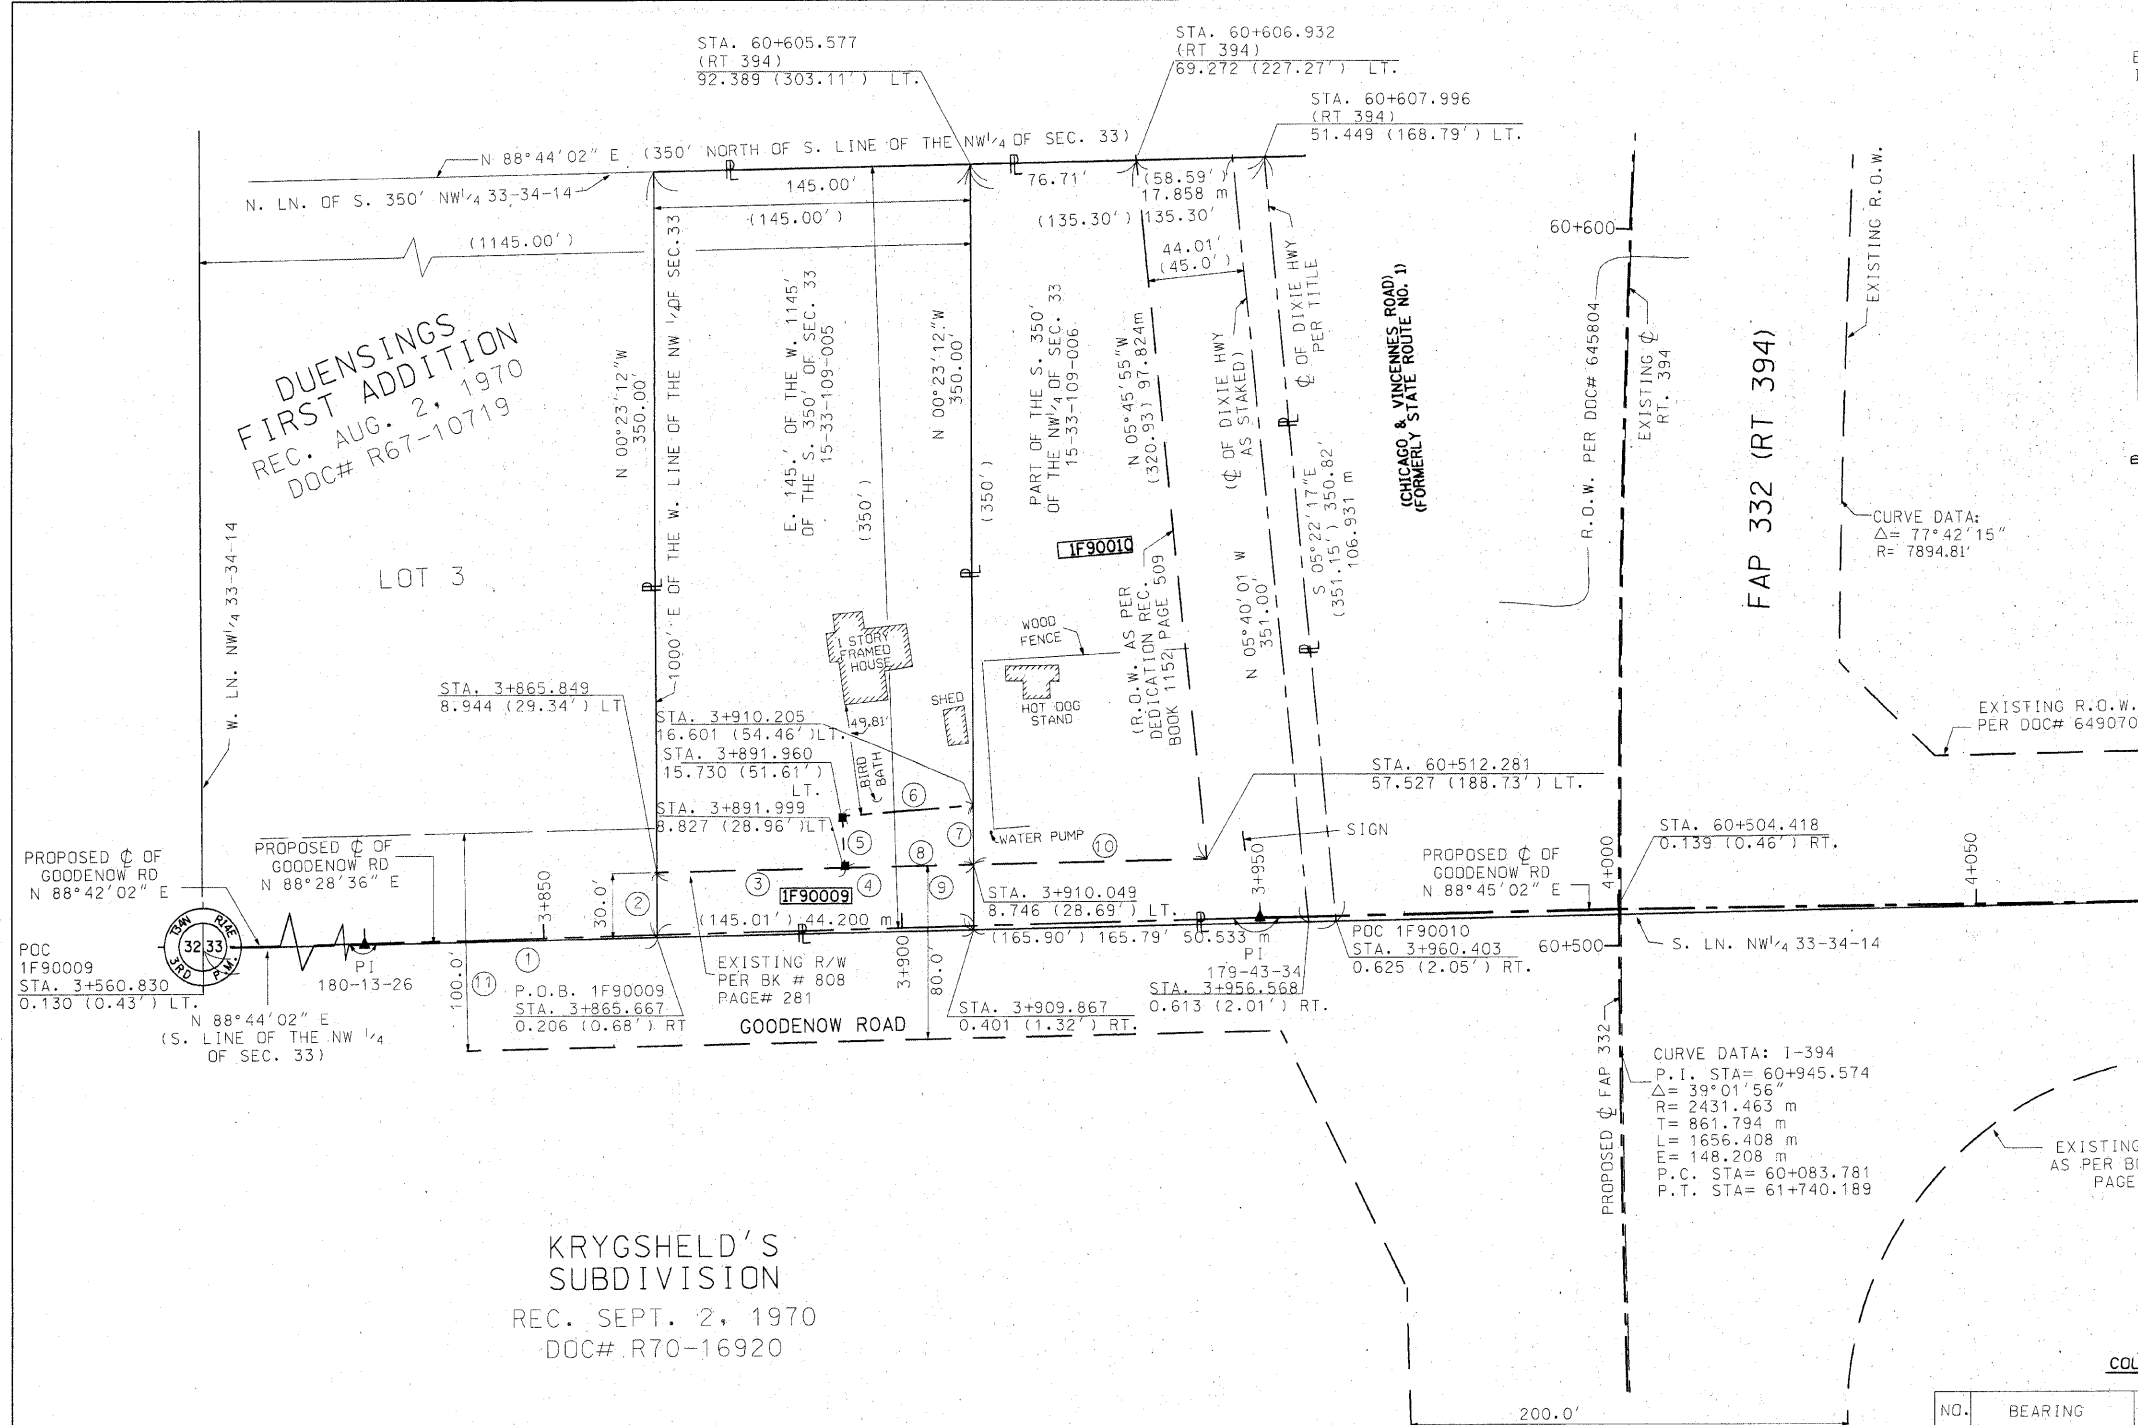 STA. 60+605.577
(RT 394)
92.389 (303.11') LT.
STA. 60+606.932
(RT 394)
69.272 (227.27') LT.
STA. 60+607.996
(RT 394)
51.449 (168.79') LT.
N 88°44'02" E (350' NORTH OF S. LINE OF THE NW1/4 OF SEC. 33)
N. LN. OF S. 350' NW1/4 33-34-14
145.00'
(145.00')
76.71'
(58.59')
17.858 m
(135.30') 135.30'
44.01'
(45.0')
(1145.00')
60+600
EXISTING R.O.W.
DUENSINGS
FIRST ADDITION
REC. AUG. 2, 1970
DOC# R67-10719
LOT 3
W. LN. NW1/4 33-34-14
N 00°23'12"W
350.00'
1000' E OF THE W. LINE OF THE NW 1/4 OF SEC.33
E. 145.' OF THE W. 1145'
OF THE S. 350' OF SEC. 33
15-33-109-005
(350')
N 00°23'12"W
350.00'
(350')
PART OF THE S. 350'
OF THE NW1/4 OF SEC. 33
15-33-109-006
1F90010
N 05°45'55"W
(320.93') 97.824m
(R.O.W. AS PER
DEDICATION REC.
BOOK 1152 PAGE 509
(℄ OF DIXIE HWY
AS STAKED)
N 05°40'01 W
351.00'
℄ OF DIXIE HWY
PER TITLE
S 05°22'17"E
(351.15') 350.82'
106.931 m
(CHICAGO & VINCENNES ROAD)
(FORMERLY STATE ROUTE NO. 1)
R.O.W. PER DOC# 645804
EXISTING ℄
RT. 394
FAP 332 (RT 394)
CURVE DATA:
△= 77°42'15"
R= 7894.81'
EXISTING R.O.W.
PER DOC# 649070
1 STORY
FRAMED
HOUSE
SHED
WOOD
FENCE
HOT DOG
STAND
49.81'
BIRD
BATH
STA. 3+865.849
8.944 (29.34') LT
STA. 3+910.205
16.601 (54.46')LT.
STA. 3+891.960
15.730 (51.61')
LT.
STA. 3+891.999
8.827 (28.96')LT.
6
5
7
8
10
WATER PUMP
SIGN
STA. 60+512.281
57.527 (188.73') LT.
STA. 60+504.418
0.139 (0.46') RT.
PROPOSED ℄ OF
GOODENOW RD
N 88°42'02" E
PROPOSED ℄ OF
GOODENOW RD
N 88°28'36" E
PROPOSED ℄ OF
GOODENOW RD
N 88°45'02" E
3+850
30.0'
2
3
4
9
1F90009
(145.01') 44.200 m
3+900
80.0'
STA. 3+910.049
8.746 (28.69') LT.
3+950
4+000
4+050
T34N
R14E
32 33
3RD
P.M.
POC
1F90009
STA. 3+560.830
0.130 (0.43') LT.
N 88°44'02" E
(S. LINE OF THE NW 1/4
OF SEC. 33)
PI
180-13-26
100.0'
11
1
P.O.B. 1F90009
STA. 3+865.667
0.206 (0.68') RT
EXISTING R/W
PER BK # 808
PAGE# 281
GOODENOW ROAD
(165.90') 165.79' 50.533 m
STA. 3+909.867
0.401 (1.32') RT.
PI
179-43-34
STA. 3+956.568
0.613 (2.01') RT.
POC 1F90010
STA. 3+960.403
0.625 (2.05') RT.
60+500
S. LN. NW1/4 33-34-14
PROPOSED ℄ FAP 332
CURVE DATA: I-394
P.I. STA= 60+945.574
△= 39°01'56"
R= 2431.463 m
T= 861.794 m
L= 1656.408 m
E= 148.208 m
P.C. STA= 60+083.781
P.T. STA= 61+740.189
EXISTING
AS PER
PAGE
KRYGSHELD'S
SUBDIVISION
REC. SEPT. 2, 1970
DOC# R70-16920
200.0'
COU
NO. BEARING